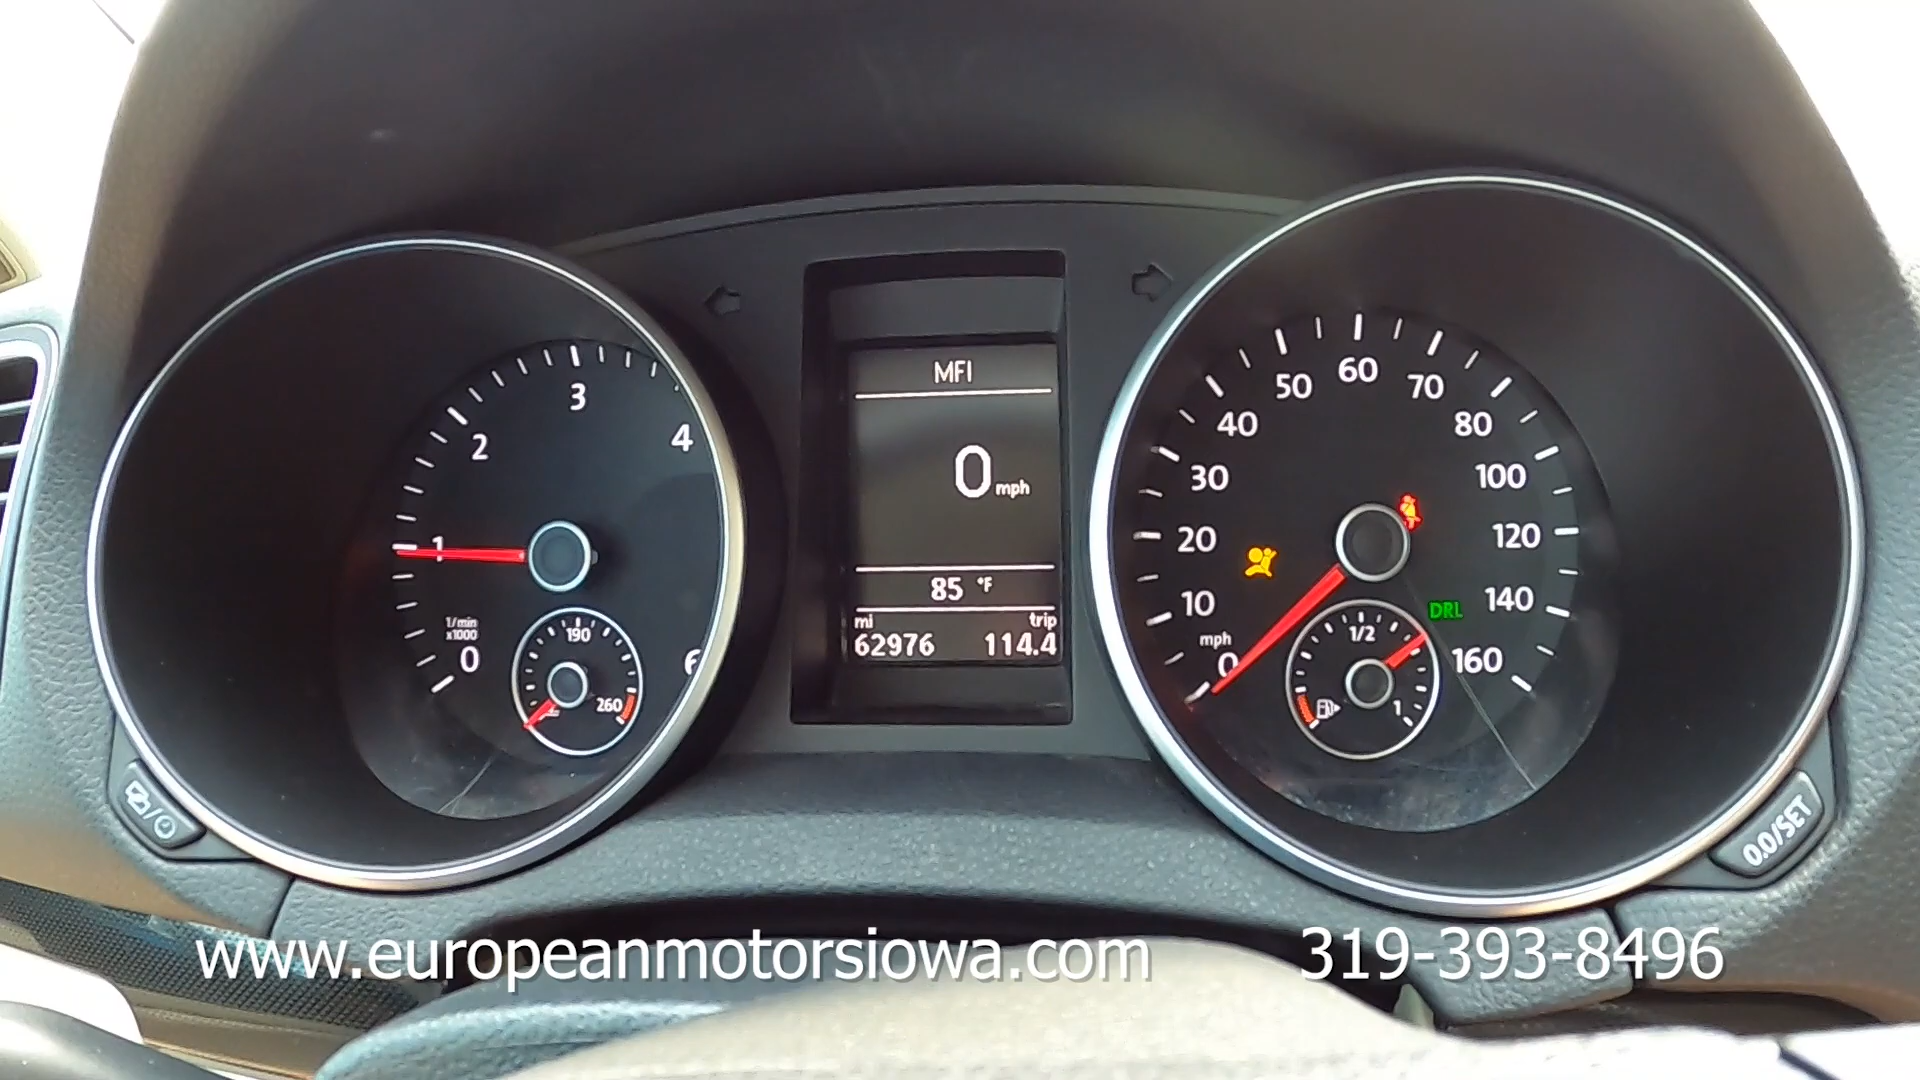 1
2
3
4
6
0
1/min
x1000
190
260
MFI
0 mph
85 °F
mi trip
62976 114.4
0
10
20
30
40
50
60
70
80
100
120
140
160
mph
DRL
1/2
1
0.0/SET
www.europeanmotorsiowa.com 319-393-8496